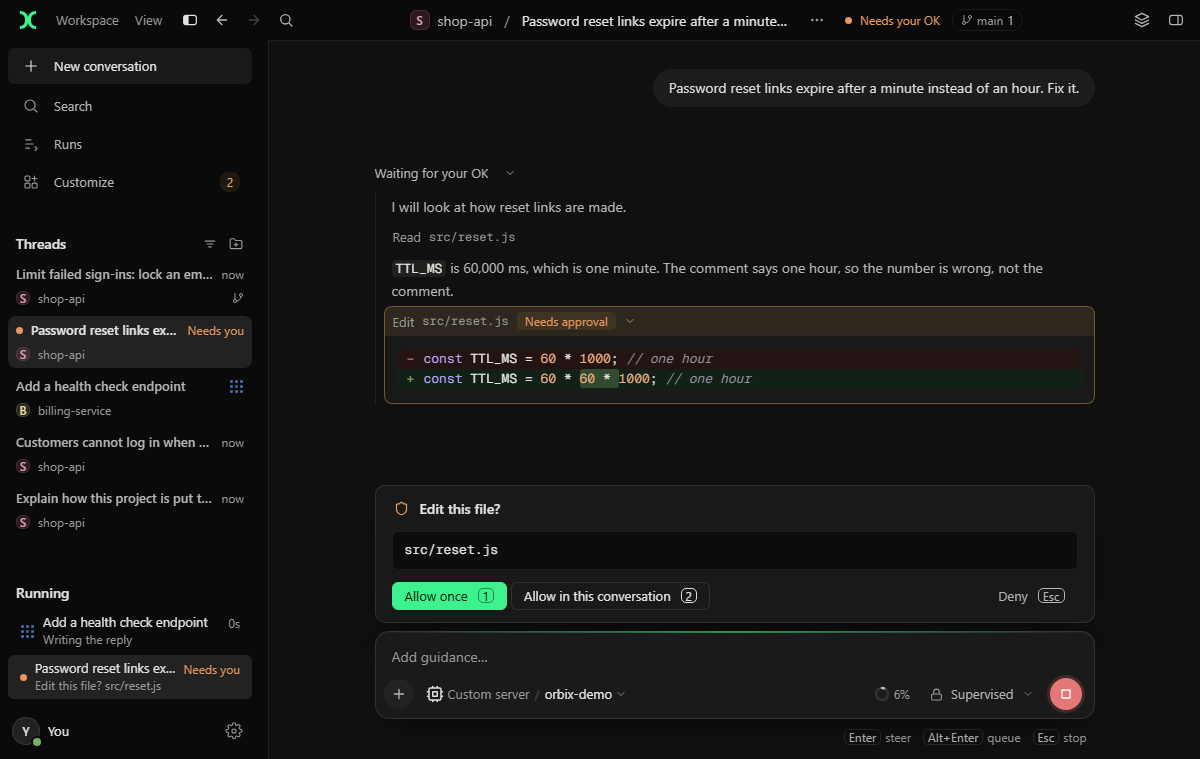 Workspace View
S shop-api / Password reset links expire after a minute... ··· Needs your OK main 1
New conversation
Search
Runs
Customize 2
Threads
Limit failed sign-ins: lock an em... now
S shop-api
Password reset links ex... Needs you
S shop-api
Add a health check endpoint
B billing-service
Customers cannot log in when ... now
S shop-api
Explain how this project is put t... now
S shop-api
Running
Add a health check endpoint 0s
Writing the reply
Password reset links ex... Needs you
Edit this file? src/reset.js
Y You
Password reset links expire after a minute instead of an hour. Fix it.
Waiting for your OK
I will look at how reset links are made.
Read src/reset.js
TTL_MS is 60,000 ms, which is one minute. The comment says one hour, so the number is wrong, not the
comment.
Edit src/reset.js Needs approval
- const TTL_MS = 60 * 1000; // one hour
+ const TTL_MS = 60 * 60 * 1000; // one hour
Edit this file?
src/reset.js
Allow once 1 Allow in this conversation 2 Deny Esc
Add guidance...
Custom server / orbix-demo 6% Supervised
Enter steer Alt+Enter queue Esc stop